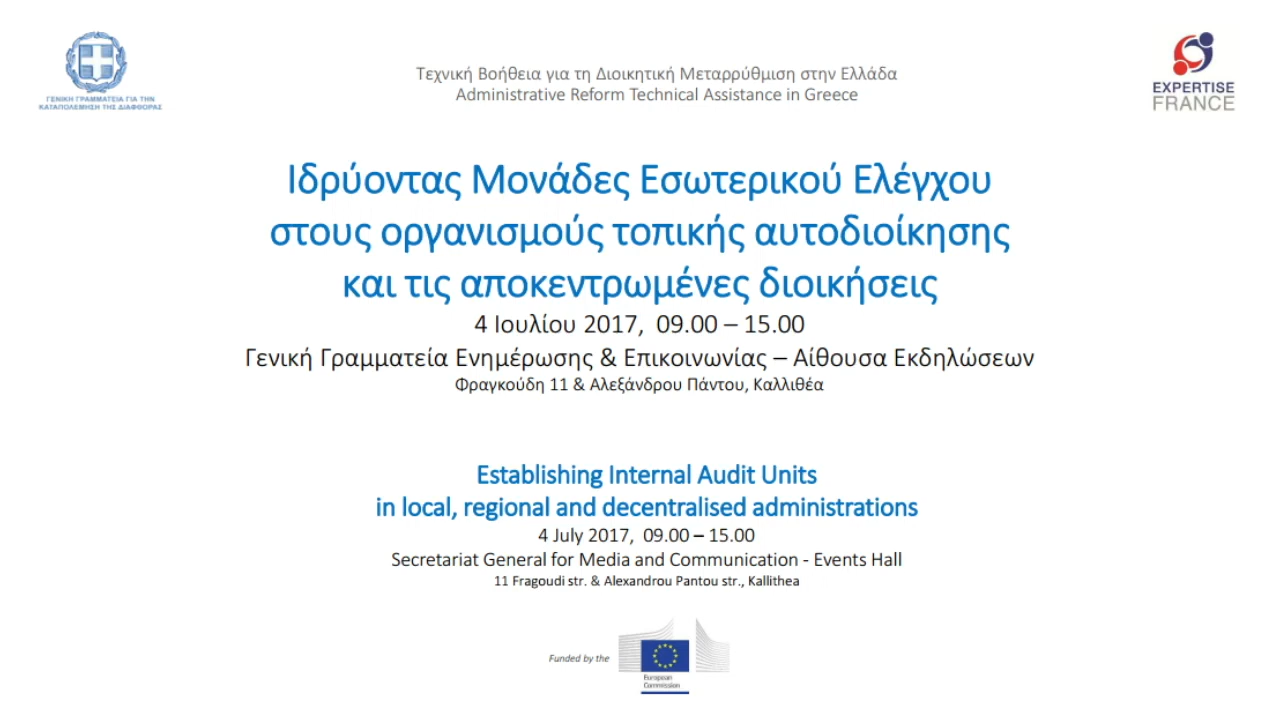 ΓΕΝΙΚΗ ΓΡΑΜΜΑΤΕΙΑ ΓΙΑ ΤΗΝ
ΚΑΤΑΠΟΛΕΜΗΣΗ ΤΗΣ ΔΙΑΦΘΟΡΑΣ
Τεχνική Βοήθεια για τη Διοικητική Μεταρρύθμιση στην Ελλάδα
Administrative Reform Technical Assistance in Greece
EXPERTISE
FRANCE
Ιδρύοντας Μονάδες Εσωτερικού Ελέγχου
στους οργανισμούς τοπικής αυτοδιοίκησης
και τις αποκεντρωμένες διοικήσεις
4 Ιουλίου 2017, 09.00 – 15.00
Γενική Γραμματεία Ενημέρωσης & Επικοινωνίας – Αίθουσα Εκδηλώσεων
Φραγκούδη 11 & Αλεξάνδρου Πάντου, Καλλιθέα
Establishing Internal Audit Units
in local, regional and decentralised administrations
4 July 2017, 09.00 – 15.00
Secretariat General for Media and Communication - Events Hall
11 Fragoudi str. & Alexandrou Pantou str., Kallithea
Funded by the
European
Commission